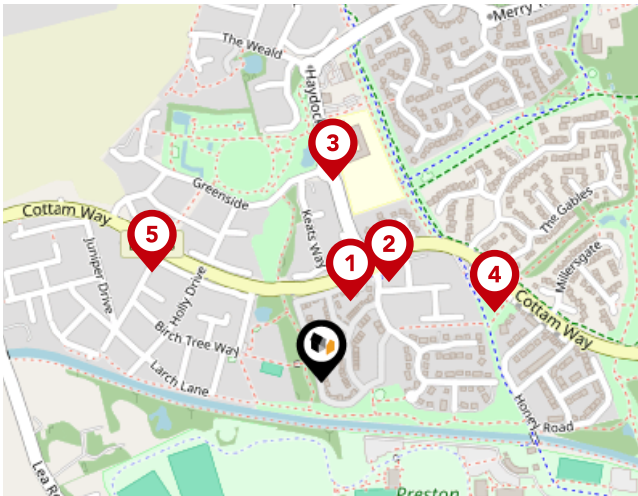 Merry
The Weald
Haydock
3
Greenside
The Gables
Cottam Way
Keats Way
5
2
1
4
Juniper Drive
Holly Drive
Millersgate
Cottam Way
Birch Tree Way
Larch Lane
Honey Road
Lea Ro
Preston